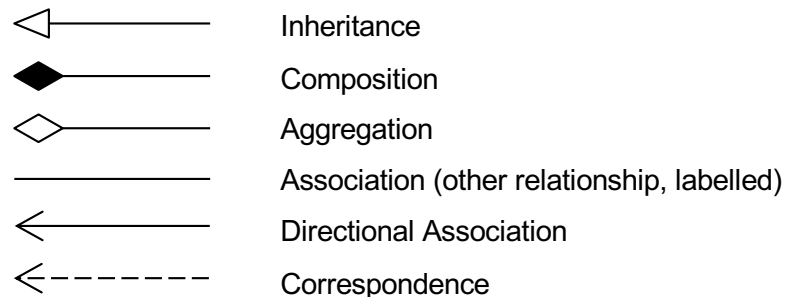 Inheritance
Composition
Aggregation
Association (other relationship, labelled)
Directional Association
Correspondence